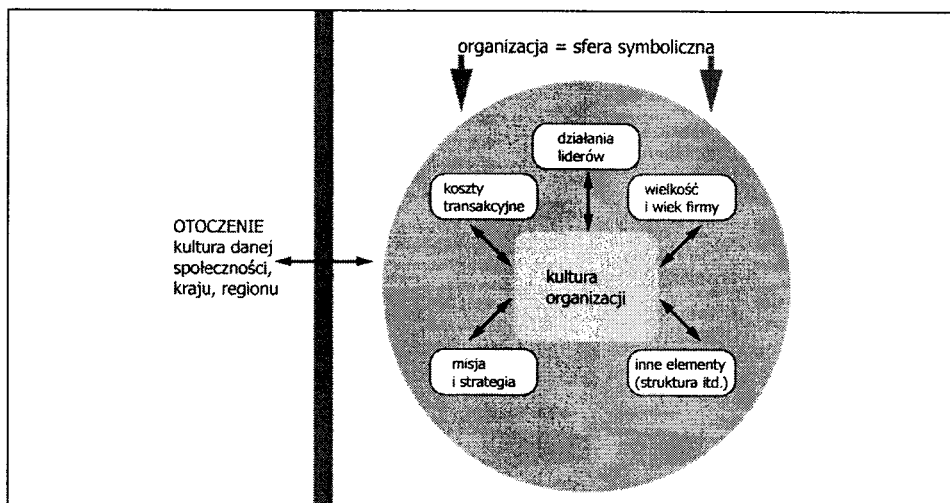 organizacja = sfera symboliczna
działania
liderów
koszty
transakcyjne
wielkość
i wiek firmy
OTOCZENIE
kultura danej
społeczności,
kraju, regionu
kultura
organizacji
misja
i strategia
inne elementy
(struktura itd.)